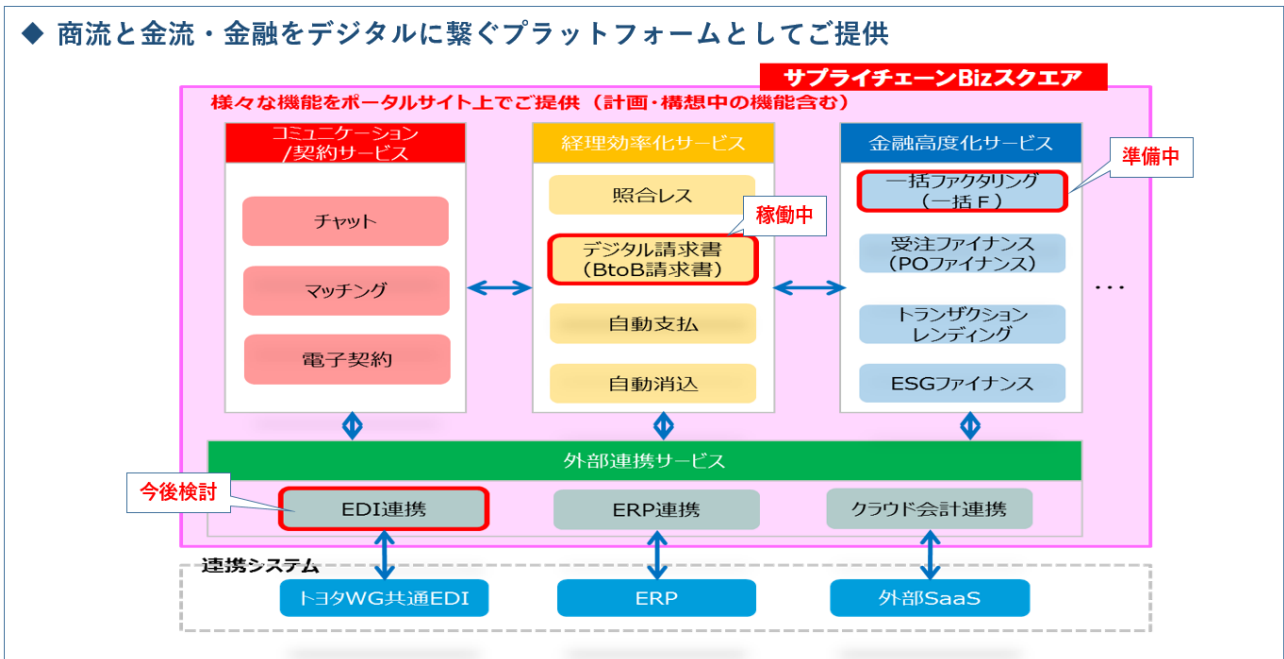 ◆ 商流と金流・金融をデジタルに繋ぐプラットフォームとしてご提供
サプライチェーンBizスクエア
様々な機能をポータルサイト上でご提供（計画・構想中の機能含む）
コミュニケーション
/契約サービス
チャット
マッチング
電子契約
経理効率化サービス
照合レス
稼働中
デジタル請求書
(BtoB請求書)
自動支払
自動消込
金融高度化サービス
準備中
一括ファクタリング
(一括F)
受注ファイナンス
(POファイナンス)
トランザクション
レンディング
ESGファイナンス
…
外部連携サービス
今後検討
EDI連携
ERP連携
クラウド会計連携
連携システム
トヨタWG共通EDI
ERP
外部SaaS